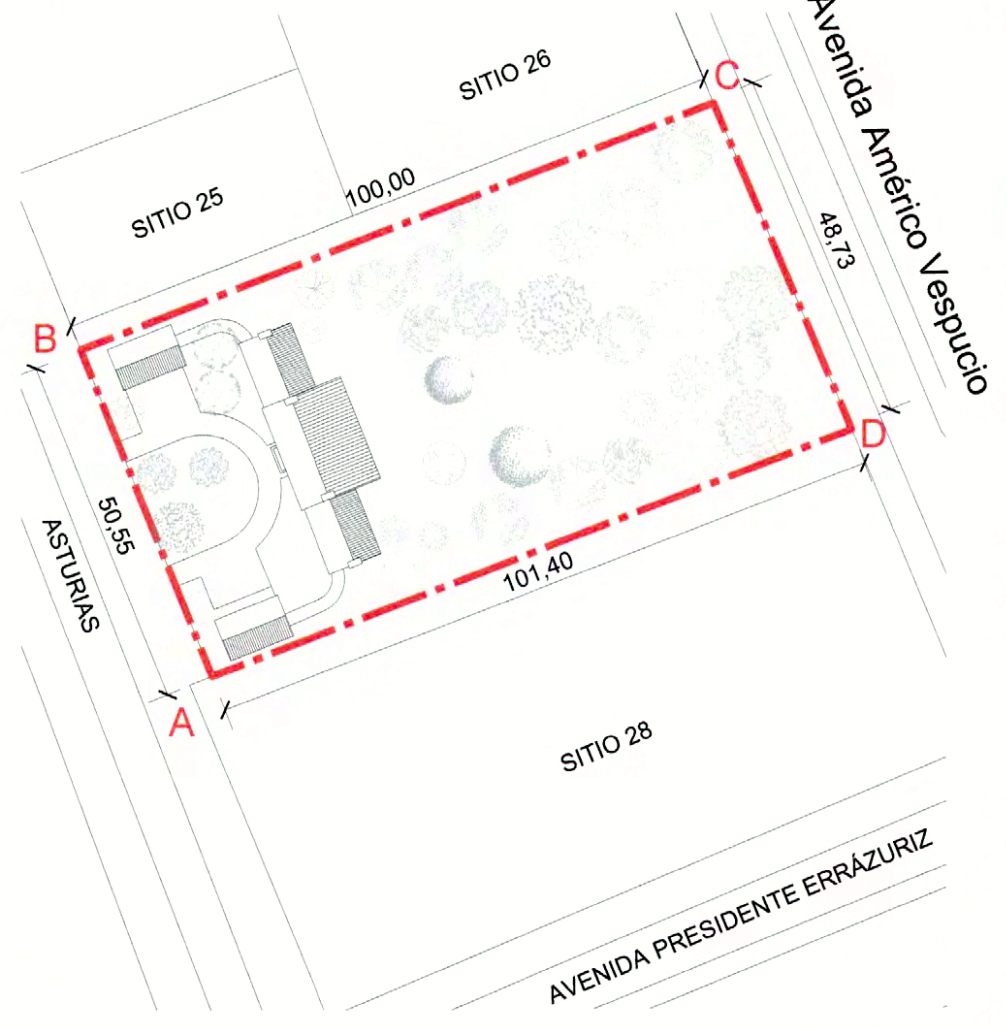 Avenida Américo Vespucio
SITIO 26
C
SITIO 25
100,00
48,73
B
D
50,55
ASTURIAS
101,40
A
SITIO 28
AVENIDA PRESIDENTE ERRÁZURIZ